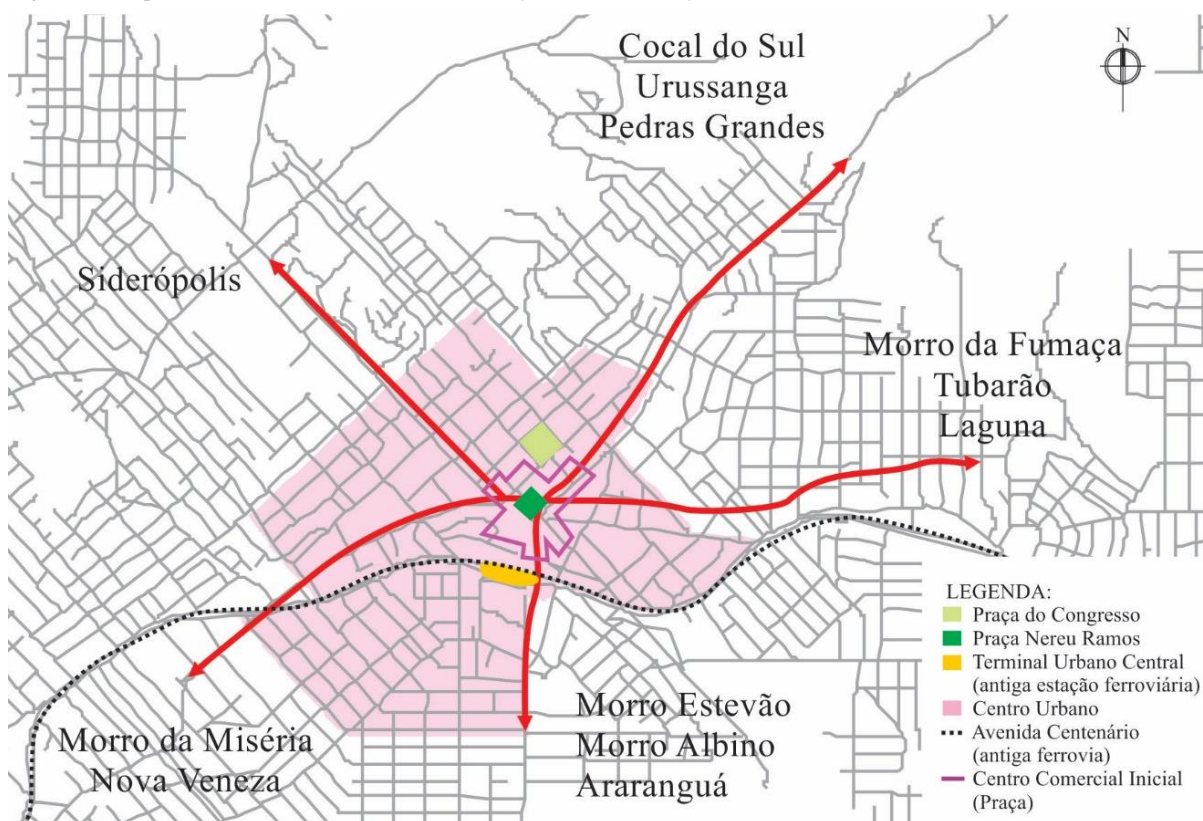 N
Cocal do Sul
Urussanga
Pedras Grandes
Siderópolis
Morro da Fumaça
Tubarão
Laguna
Morro Estevão
Morro Albino
Araranguá
Morro da Miséria
Nova Veneza
LEGENDA:
Praça do Congresso
Praça Nereu Ramos
Terminal Urbano Central
(antiga estação ferroviária)
Centro Urbano
Avenida Centenário
(antiga ferrovia)
Centro Comercial Inicial
(Praça)